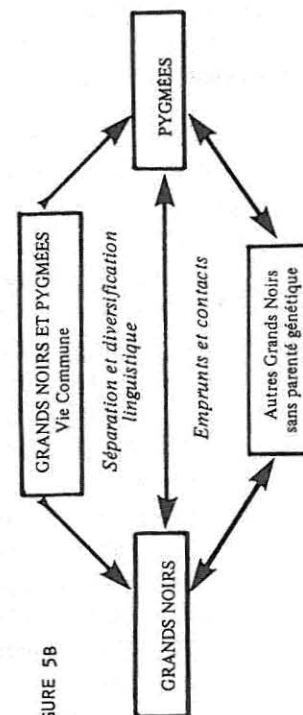 GURE 5B
GRANDS NOIRS ET PYGMÉES
Vie Commune
Séparation et diversification
linguistique
GRANDS NOIRS
PYGMÉES
Emprunts et contacts
Autres Grands Noirs
sans parenté génétique